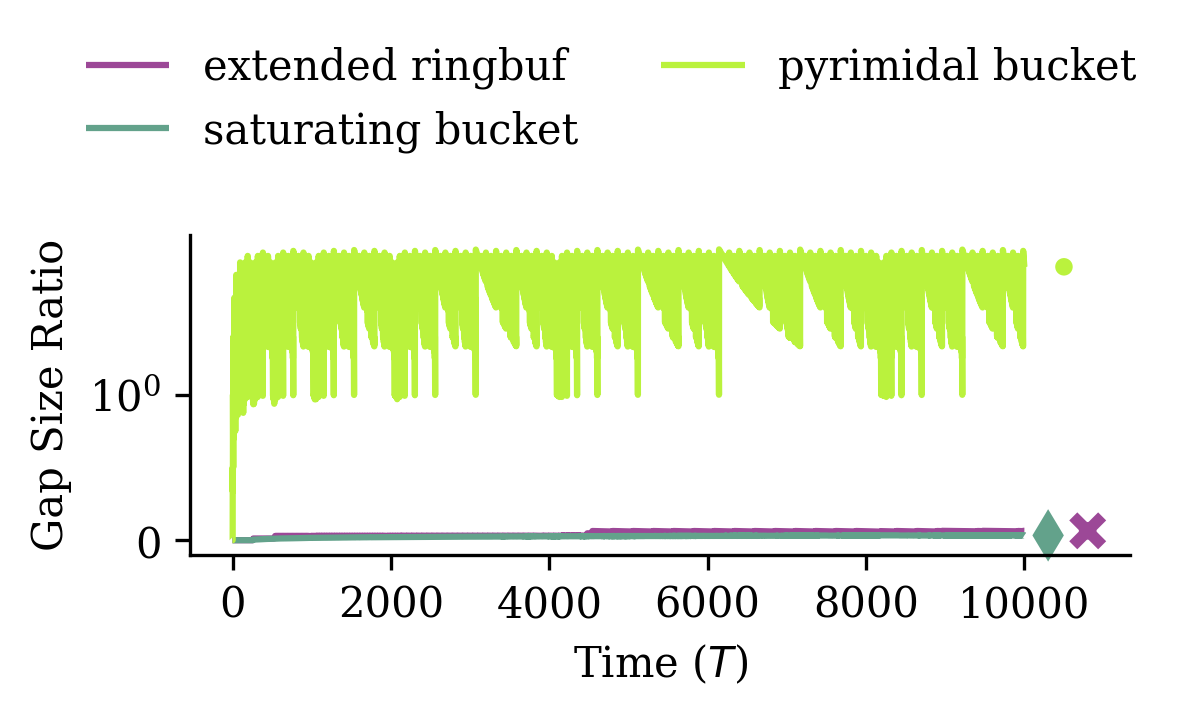 extended ringbuf
pyrimidal bucket
saturating bucket
Gap Size Ratio
10⁰
0
0
2000
4000
6000
8000
10000
Time (T)